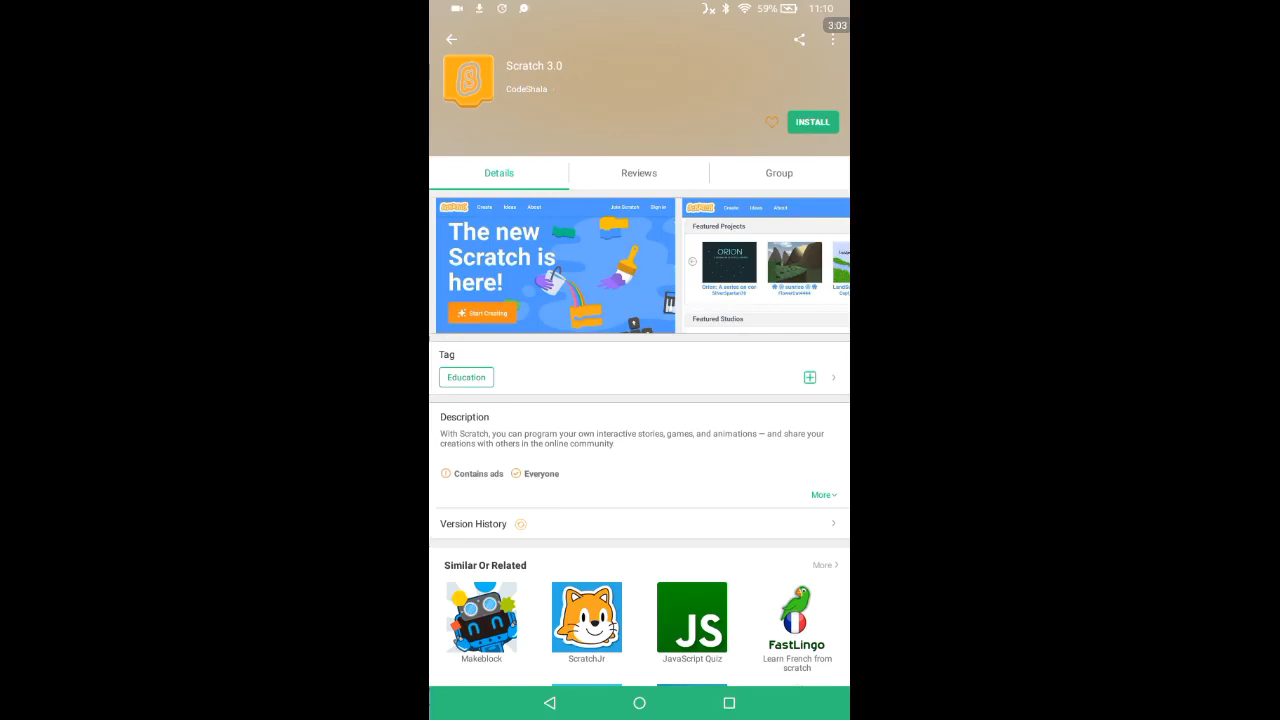 59% 11:10
3:03
Scratch 3.0
CodeShala
INSTALL
Details Reviews Group
Create Ideas About Join Scratch Sign in
The new
Scratch is
here!
Start Creating
Create Ideas About
Featured Projects
ORION
Featured Studios
Tag
Education
Description
With Scratch, you can program your own interactive stories, games, and animations — and share your
creations with others in the online community
Contains ads Everyone
More
Version History
Similar Or Related More
JS
FastLingo
Makeblock ScratchJr JavaScript Quiz Learn French from
scratch